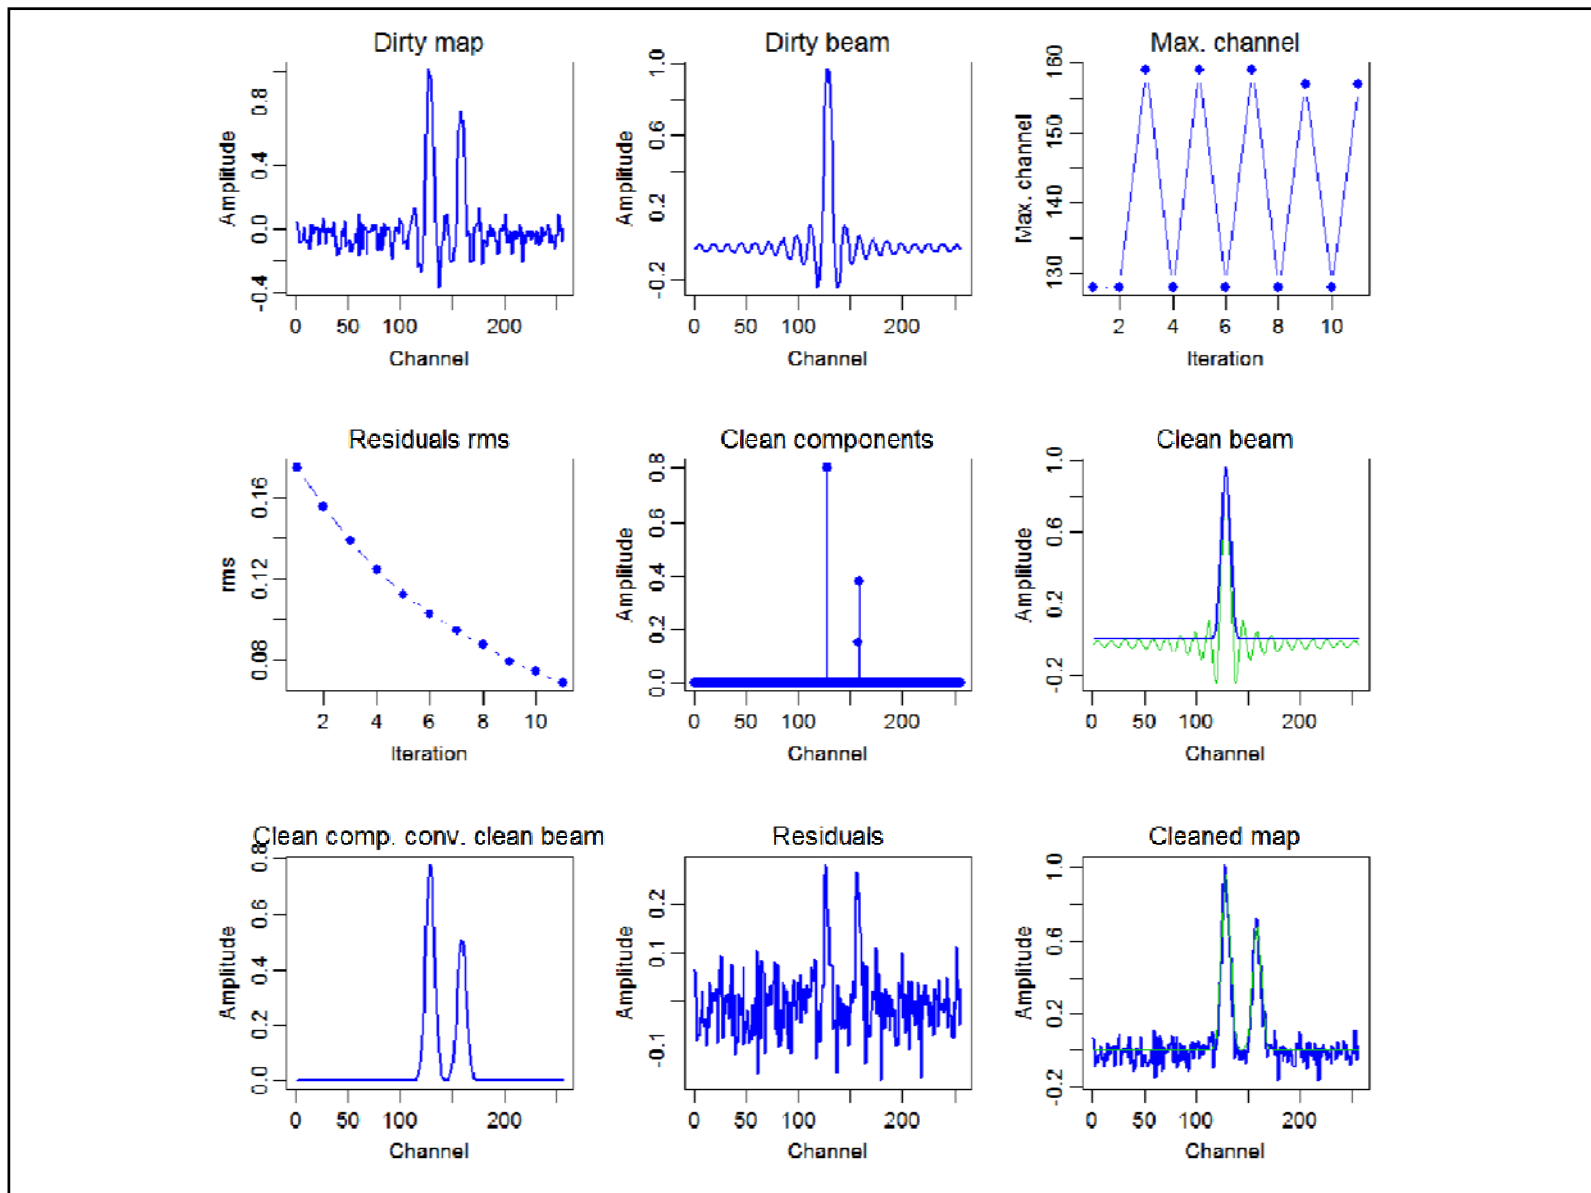 Dirty map
Amplitude
0.8
0.4
0.0
-0.4
0 50 100 200
Channel
Dirty beam
Amplitude
1.0
0.6
0.2
-0.2
0 50 100 200
Channel
Max. channel
Max. channel
160
150
140
130
2 4 6 8 10
Iteration
Residuals rms
rms
0.16
0.12
0.08
2 4 6 8 10
Iteration
Clean components
Amplitude
0.8
0.6
0.4
0.2
0.0
0 50 100 200
Channel
Clean beam
Amplitude
1.0
0.6
0.2
-0.2
0 50 100 200
Channel
Clean comp. conv. clean beam
Amplitude
0.8
0.6
0.4
0.2
0.0
0 50 100 200
Channel
Residuals
Amplitude
0.2
0.1
-0.1
0 50 100 200
Channel
Cleaned map
Amplitude
1.0
0.6
0.2
-0.2
0 50 100 200
Channel